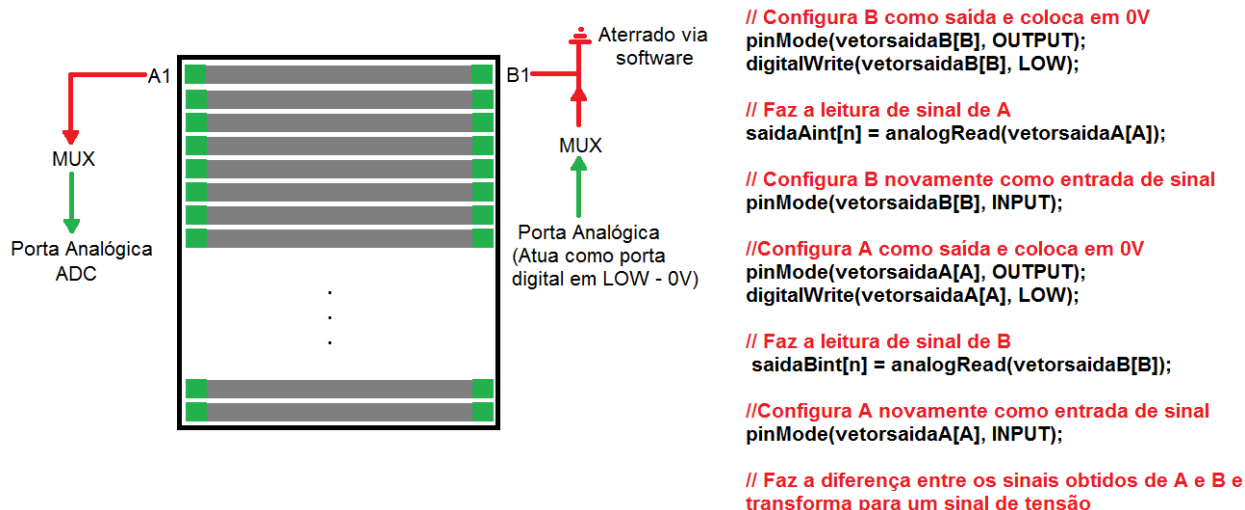 A1
MUX
Porta Analógica
ADC
B1
Aterrado via
software
MUX
Porta Analógica
(Atua como porta
digital em LOW - 0V)
.
.
.
// Configura B como saída e coloca em 0V
pinMode(vetorsaidaB[B], OUTPUT);
digitalWrite(vetorsaidaB[B], LOW);
// Faz a leitura de sinal de A
saidaAint[n] = analogRead(vetorsaidaA[A]);
// Configura B novamente como entrada de sinal
pinMode(vetorsaidaB[B], INPUT);
//Configura A como saída e coloca em 0V
pinMode(vetorsaidaA[A], OUTPUT);
digitalWrite(vetorsaidaA[A], LOW);
// Faz a leitura de sinal de B
saidaBint[n] = analogRead(vetorsaidaB[B]);
//Configura A novamente como entrada de sinal
pinMode(vetorsaidaA[A], INPUT);
// Faz a diferença entre os sinais obtidos de A e B e
transforma para um sinal de tensão